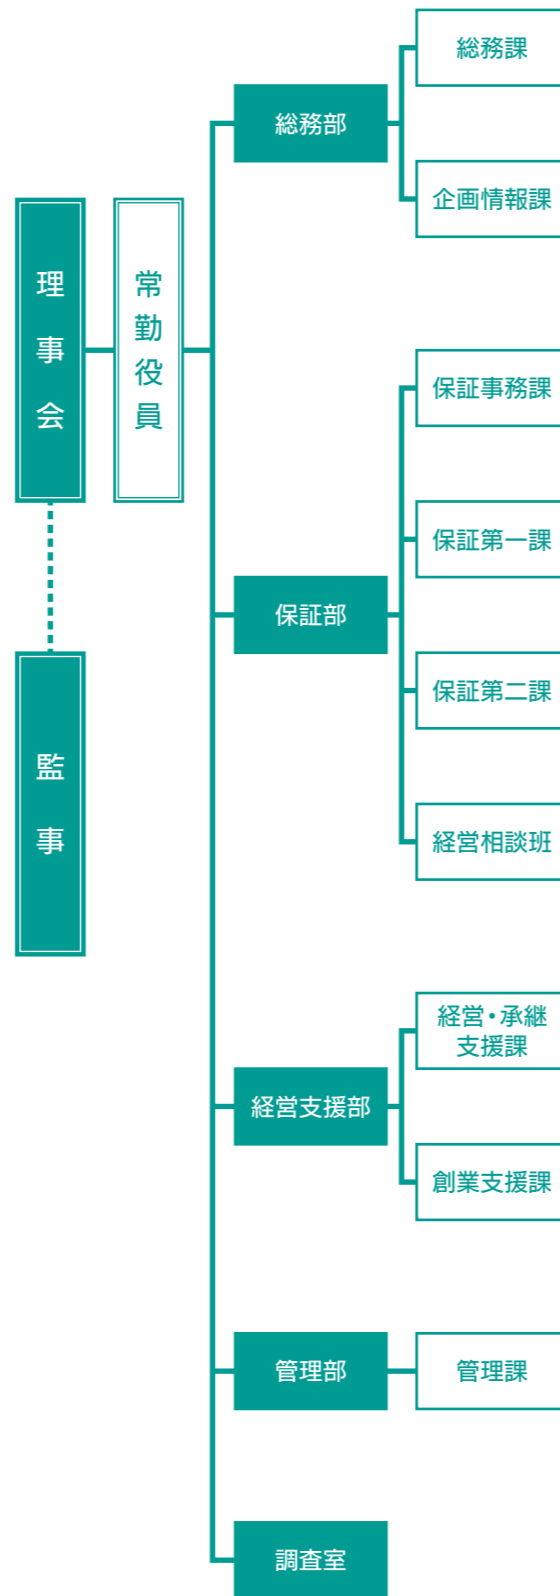 理事会
常勤役員
監事
総務部
総務課
企画情報課
保証部
保証事務課
保証第一課
保証第二課
経営相談班
経営支援部
経営・承継
支援課
創業支援課
管理部
管理課
調査室